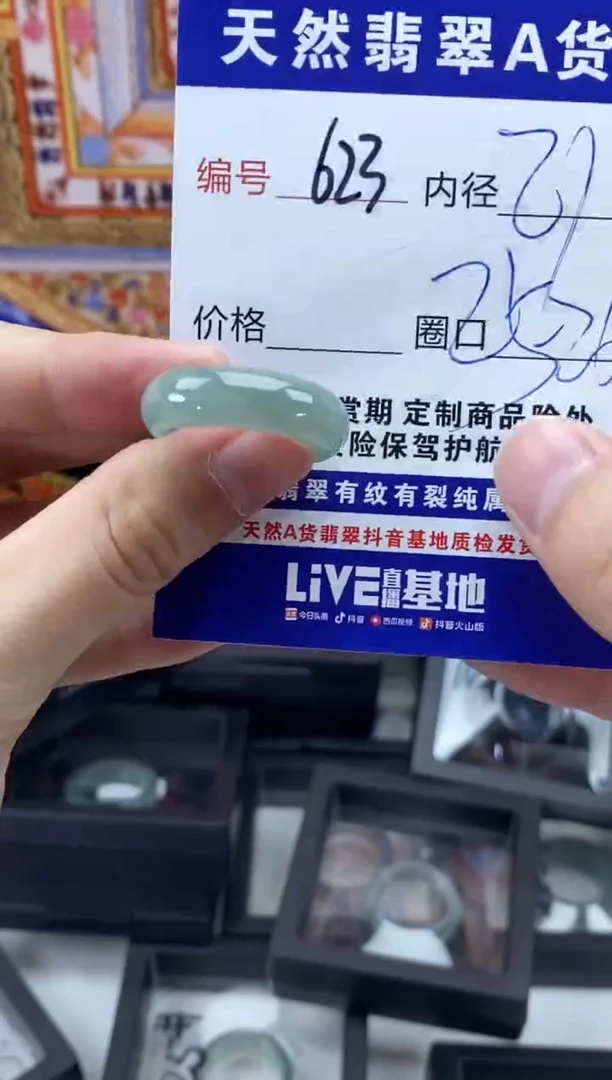 天然翡翠A货
编号 623 内径 21
价格 圈口
赏期 定制商品除外
险保驾护航
翡翠有纹有裂纯属
天然A货翡翠抖音基地质检发货
LiVE直播基地
今日头条 抖音 西瓜视频 抖音火山版